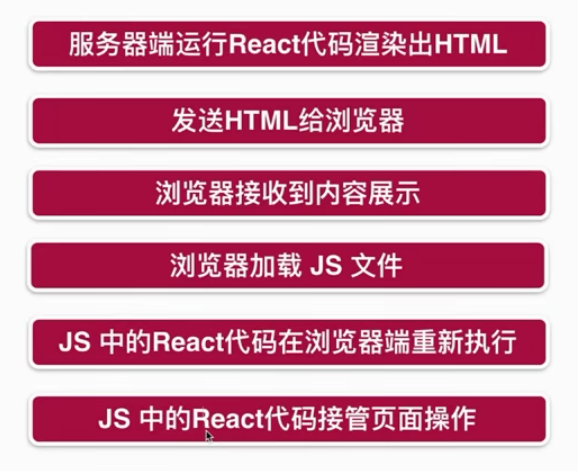 服务器端运行React代码渲染出HTML
发送HTML给浏览器
浏览器接收到内容展示
浏览器加载 JS 文件
JS 中的React代码在浏览器端重新执行
JS 中的React代码接管页面操作